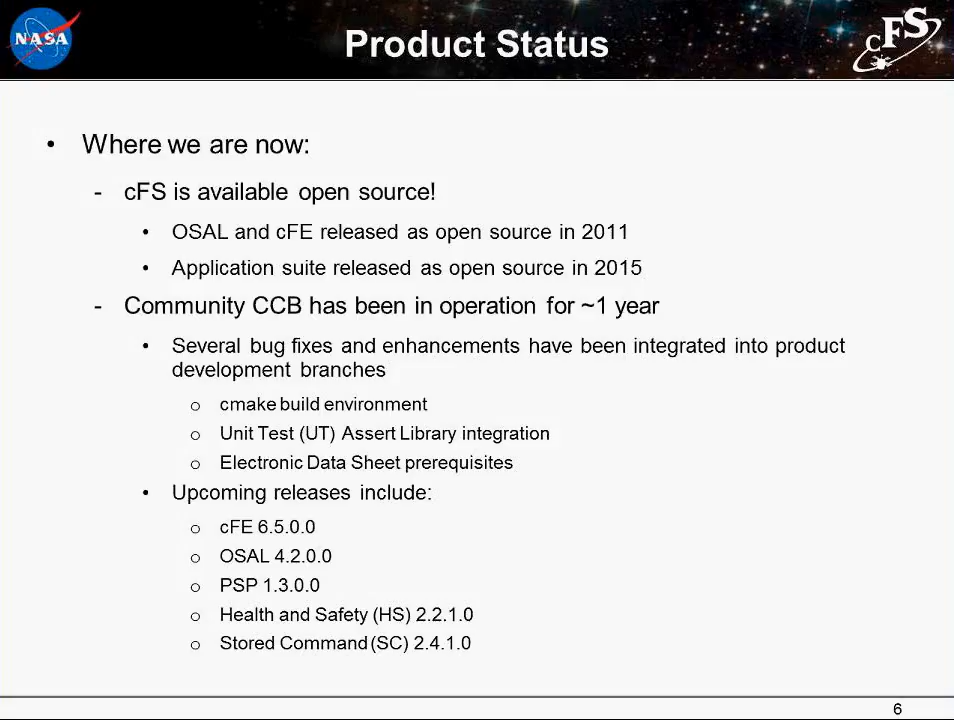 NASA
Product Status
cFS
• Where we are now:
- cFS is available open source!
• OSAL and cFE released as open source in 2011
• Application suite released as open source in 2015
- Community CCB has been in operation for ~1 year
• Several bug fixes and enhancements have been integrated into product
development branches
o cmake build environment
o Unit Test (UT) Assert Library integration
o Electronic Data Sheet prerequisites
• Upcoming releases include:
o cFE 6.5.0.0
o OSAL 4.2.0.0
o PSP 1.3.0.0
o Health and Safety (HS) 2.2.1.0
o Stored Command (SC) 2.4.1.0
6